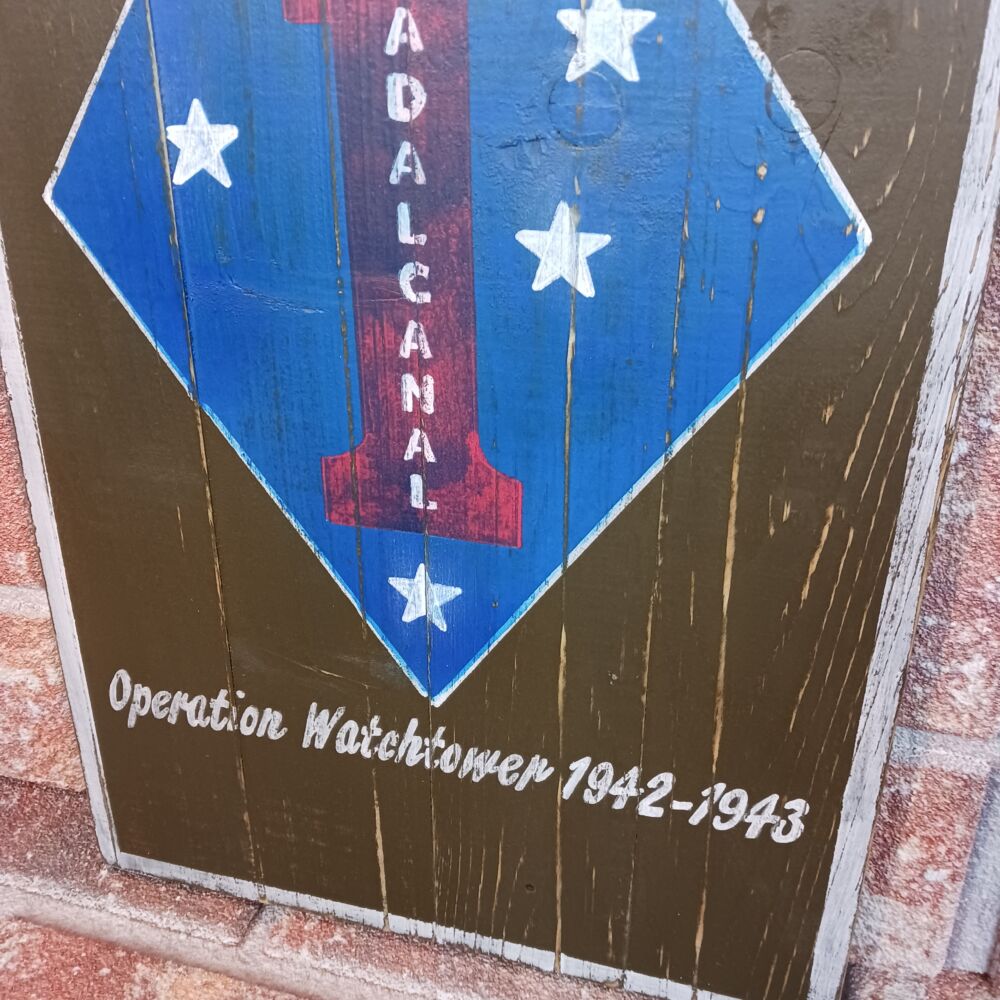 ADALCANAL
Operation Watchtower 1942-1943